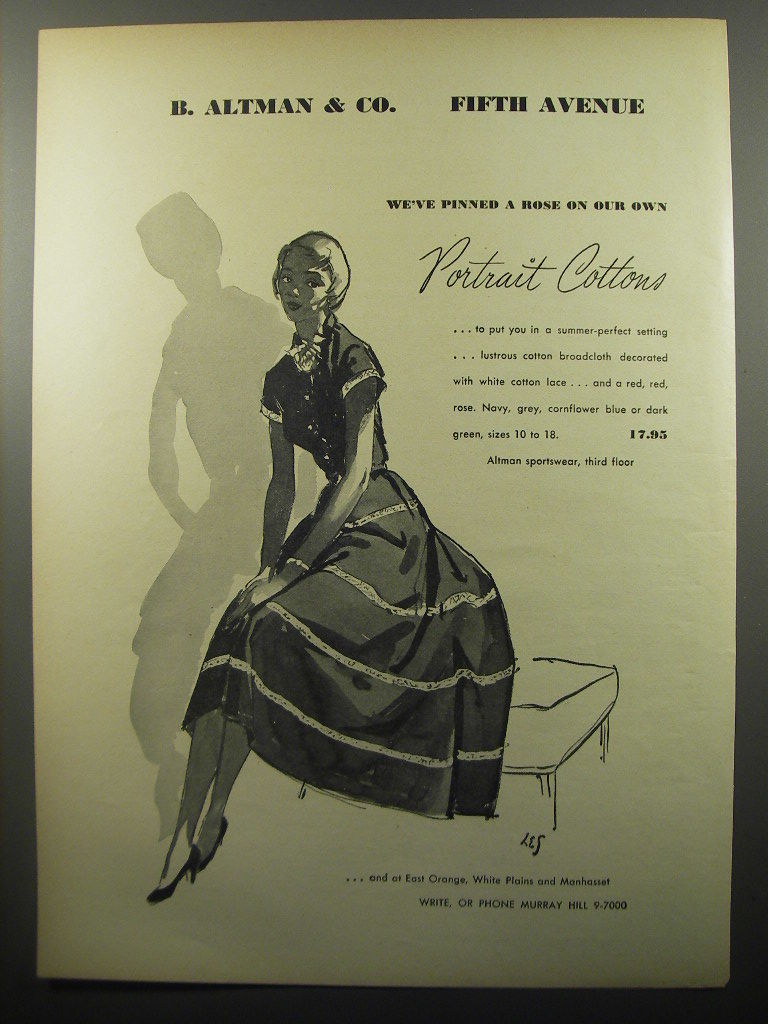 B. ALTMAN & CO. FIFTH AVENUE
WE'VE PINNED A ROSE ON OUR OWN
Portrait Cottons
. . . to put you in a summer-perfect setting
. . . lustrous cotton broadcloth decorated
with white cotton lace . . . and a red, red,
rose. Navy, grey, cornflower blue or dark
green, sizes 10 to 18. 17.95
Altman sportswear, third floor
LES
. . . and at East Orange, White Plains and Manhasset
WRITE, OR PHONE MURRAY HILL 9-7000